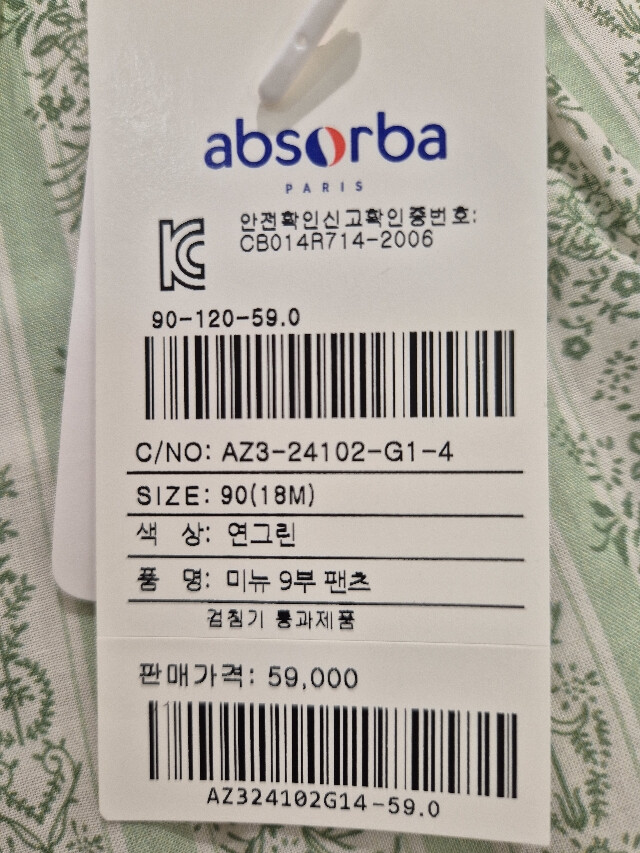 absorba
PARIS
안전확인신고확인증번호:
CB014R714-2006
90-120-59.0
C/NO: AZ3-24102-G1-4
SIZE: 90(18M)
색 상: 연그린
품 명: 미뉴 9부 팬츠
검침기 통과제품
판매가격: 59,000
AZ324102G14-59.0